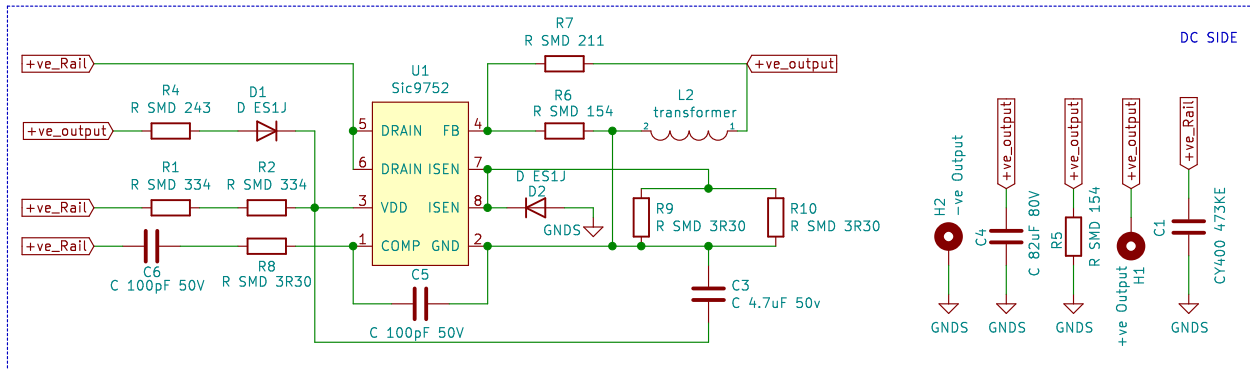 DC SIDE
+ve_Rail
R4
R SMD 243
D1
D ES1J
+ve_output
R1
R SMD 334
R2
R SMD 334
+ve_Rail
+ve_Rail
C6
C 100pF 50V
R8
R SMD 3R30
U1
Sic9752
5 DRAIN FB 4
6 DRAIN ISEN 7
3 VDD ISEN 8
1 COMP GND 2
C5
C 100pF 50V
R7
R SMD 211
R6
R SMD 154
+ve_output
L2
transformer
2 1
D ES1J
D2
GNDS
R9
R SMD 3R30
R10
R SMD 3R30
C3
C 4.7uF 50v
H2
-ve Output
GNDS
+ve_output
C4
C 82uF 80V
GNDS
+ve_output
R5
R SMD 154
GNDS
+ve_output
+ve Output
H1
+ve_Rail
C1
CY400 473KE
GNDS